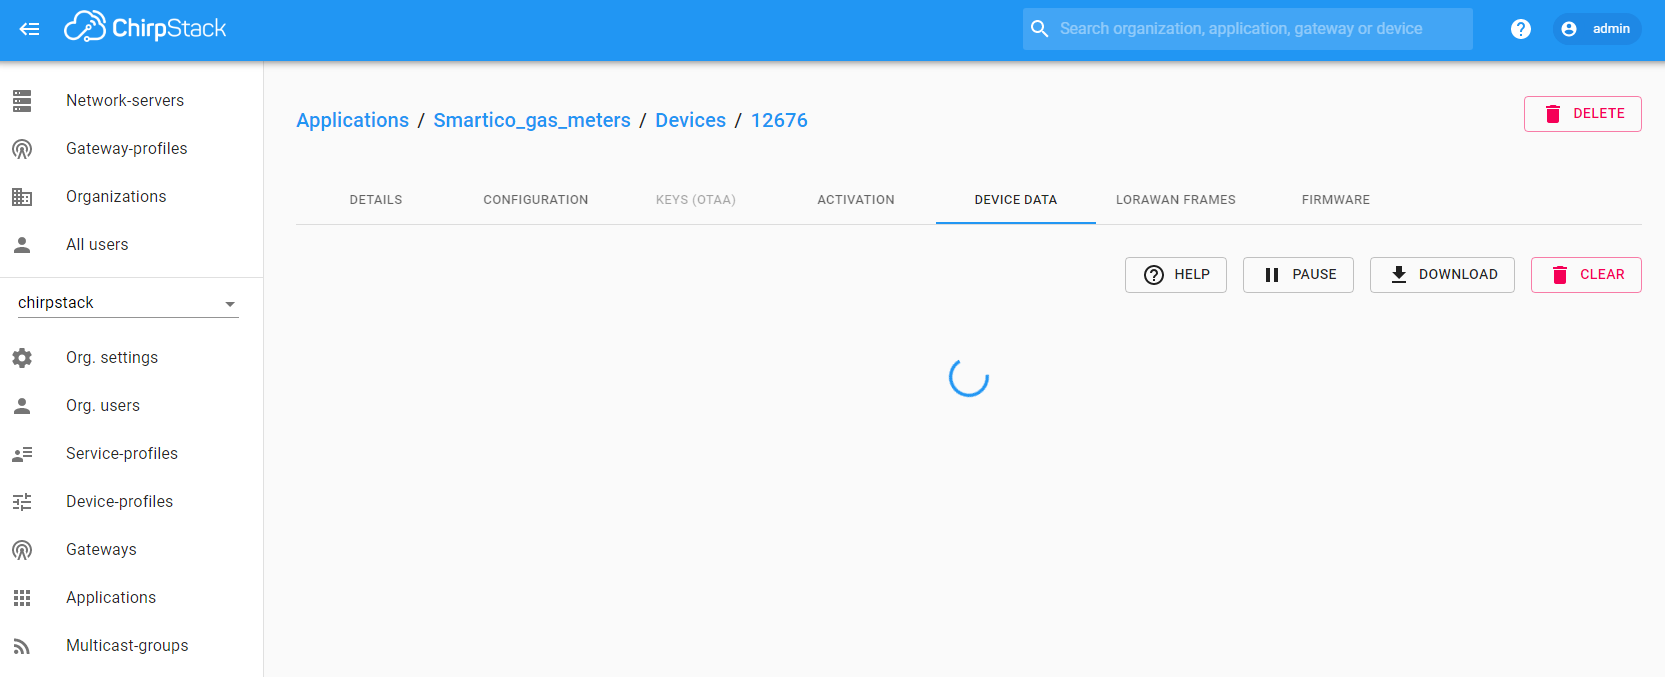 ChirpStack
Search organization, application, gateway or device
?
admin
Network-servers
Gateway-profiles
Organizations
All users
chirpstack
Org. settings
Org. users
Service-profiles
Device-profiles
Gateways
Applications
Multicast-groups
Applications / Smartico_gas_meters / Devices / 12676
DELETE
DETAILS CONFIGURATION KEYS (OTAA) ACTIVATION DEVICE DATA LORAWAN FRAMES FIRMWARE
? HELP PAUSE DOWNLOAD CLEAR